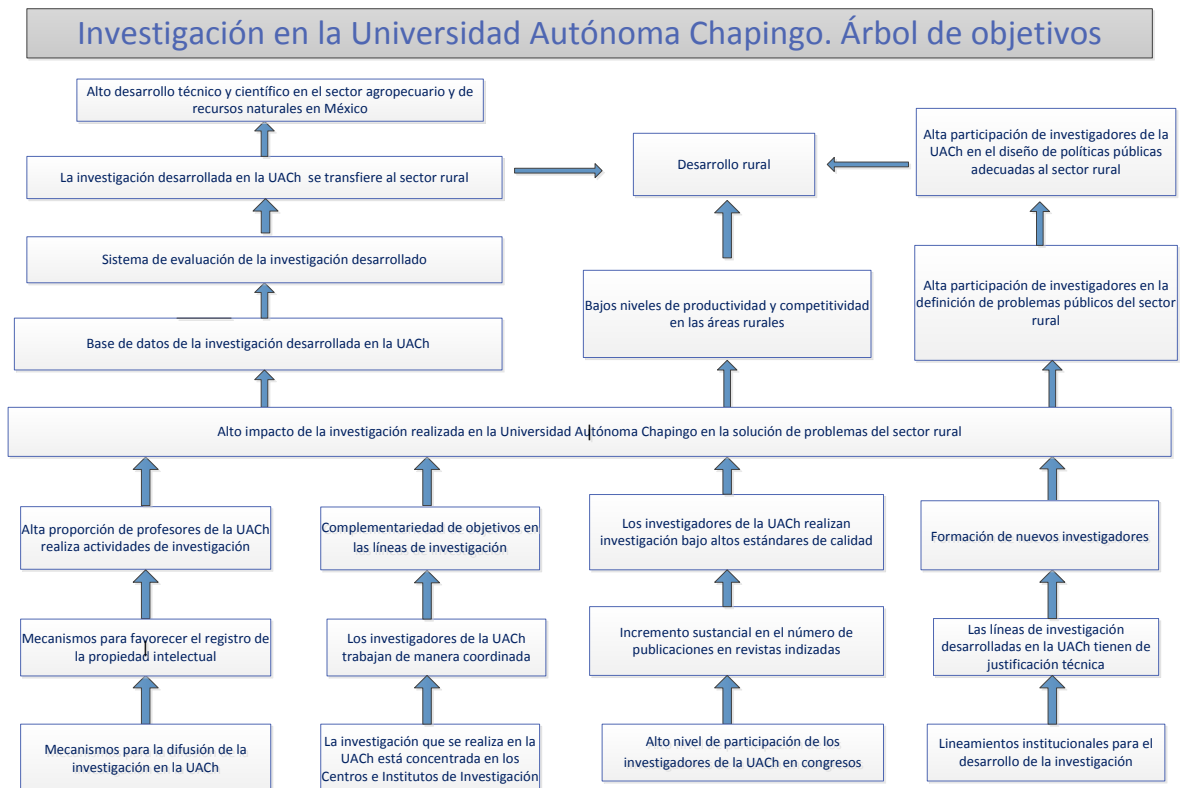 Investigación en la Universidad Autónoma Chapingo. Árbol de objetivos
Alto desarrollo técnico y científico en el sector agropecuario y de
recursos naturales en México
La investigación desarrollada en la UACh se transfiere al sector rural
Desarrollo rural
Alta participación de investigadores de la
UACh en el diseño de políticas públicas
adecuadas al sector rural
Sistema de evaluación de la investigación desarrollado
Bajos niveles de productividad y competitividad
en las áreas rurales
Alta participación de investigadores en la
definición de problemas públicos del sector
rural
Base de datos de la investigación desarrollada en la UACh
Alto impacto de la investigación realizada en la Universidad Autónoma Chapingo en la solución de problemas del sector rural
Alta proporción de profesores de la UACh
realiza actividades de investigación
Complementariedad de objetivos en
las líneas de investigación
Los investigadores de la UACh realizan
investigación bajo altos estándares de calidad
Formación de nuevos investigadores
Mecanismos para favorecer el registro de
la propiedad intelectual
Los investigadores de la UACh
trabajan de manera coordinada
Incremento sustancial en el número de
publicaciones en revistas indizadas
Las líneas de investigación
desarrolladas en la UACh tienen de
justificación técnica
Mecanismos para la difusión de la
investigación en la UACh
La investigación que se realiza en la
UACh está concentrada en los
Centros e Institutos de Investigación
Alto nivel de participación de los
investigadores de la UACh en congresos
Lineamientos institucionales para el
desarrollo de la investigación